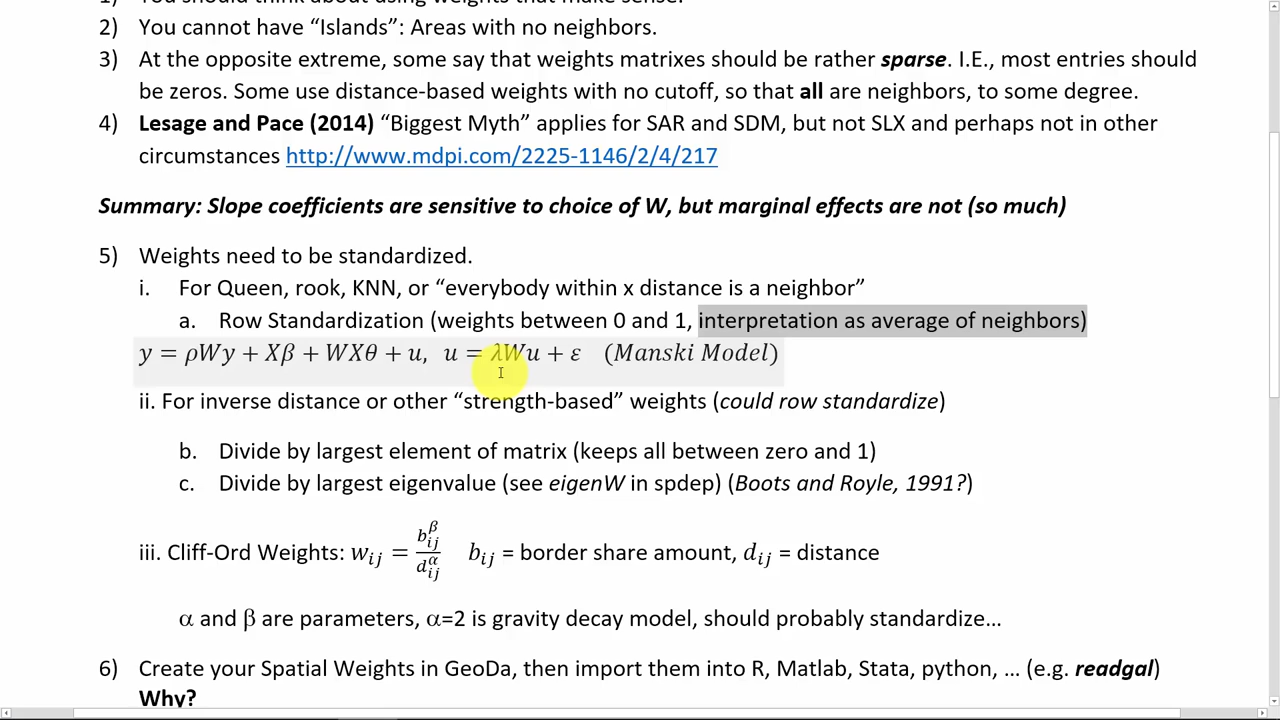 1) You should think about using weights that make sense.
2) You cannot have “Islands”: Areas with no neighbors.
3) At the opposite extreme, some say that weights matrixes should be rather sparse. I.E., most entries should
be zeros. Some use distance-based weights with no cutoff, so that all are neighbors, to some degree.
4) Lesage and Pace (2014) “Biggest Myth” applies for SAR and SDM, but not SLX and perhaps not in other
circumstances http://www.mdpi.com/2225-1146/2/4/217
Summary: Slope coefficients are sensitive to choice of W, but marginal effects are not (so much)
5) Weights need to be standardized.
i. For Queen, rook, KNN, or “everybody within x distance is a neighbor”
a. Row Standardization (weights between 0 and 1, interpretation as average of neighbors)
y = ρWy + Xβ + WXθ + u, u = λWu + ε (Manski Model)
ii. For inverse distance or other “strength-based” weights (could row standardize)
b. Divide by largest element of matrix (keeps all between zero and 1)
c. Divide by largest eigenvalue (see eigenW in spdep) (Boots and Royle, 1991?)
iii. Cliff-Ord Weights: w_ij = b_ij^β / d_ij^α b_ij = border share amount, d_ij = distance
α and β are parameters, α=2 is gravity decay model, should probably standardize…
6) Create your Spatial Weights in GeoDa, then import them into R, Matlab, Stata, python, … (e.g. readgal)
Why?